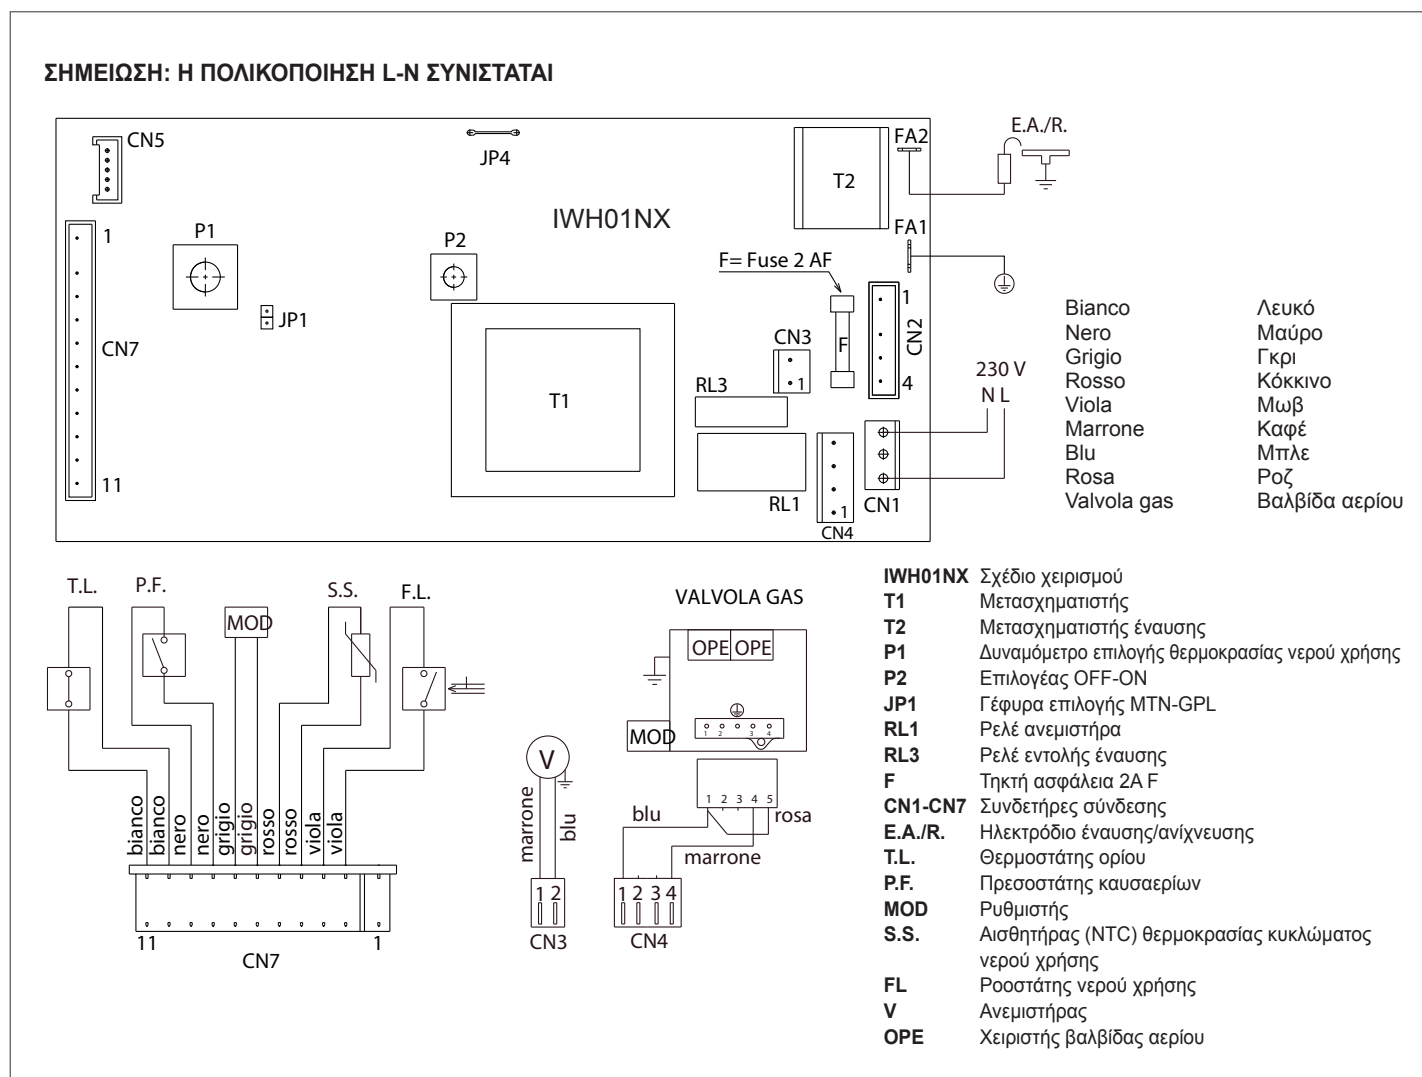 ΣΗΜΕΙΩΣΗ: Η ΠΟΛΙΚΟΠΟΙΗΣΗ L-N ΣΥΝΙΣΤΑΤΑΙ
CN5
JP4
FA2
E.A./R.
T2
IWH01NX
1
P1
P2
FA1
F= Fuse 2 AF
JP1
CN7
CN3
1
F
1
CN2
4
RL3
T1
230 V
N L
11
RL1
1
CN4
CN1
Bianco Λευκό
Nero Μαύρο
Grigio Γκρι
Rosso Κόκκινο
Viola Μωβ
Marrone Καφέ
Blu Μπλε
Rosa Ροζ
Valvola gas Βαλβίδα αερίου
T.L.
P.F.
MOD
S.S.
F.L.
bianco
bianco
nero
nero
grigio
grigio
rosso
rosso
viola
viola
11
1
CN7
V
marrone
blu
1 2
CN3
VALVOLA GAS
OPE OPE
MOD
1 2 3 4
1 2 3 4 5
blu
rosa
marrone
1 2 3 4
CN4
IWH01NX Σχέδιο χειρισμού
T1 Μετασχηματιστής
T2 Μετασχηματιστής έναυσης
P1 Δυναμόμετρο επιλογής θερμοκρασίας νερού χρήσης
P2 Επιλογέας OFF-ON
JP1 Γέφυρα επιλογής MTN-GPL
RL1 Ρελέ ανεμιστήρα
RL3 Ρελέ εντολής έναυσης
F Τηκτή ασφάλεια 2A F
CN1-CN7 Συνδετήρες σύνδεσης
E.A./R. Ηλεκτρόδιο έναυσης/ανίχνευσης
T.L. Θερμοστάτης ορίου
P.F. Πρεσοστάτης καυσαερίων
MOD Ρυθμιστής
S.S. Αισθητήρας (NTC) θερμοκρασίας κυκλώματος
νερού χρήσης
FL Ροοστάτης νερού χρήσης
V Ανεμιστήρας
OPE Χειριστής βαλβίδας αερίου